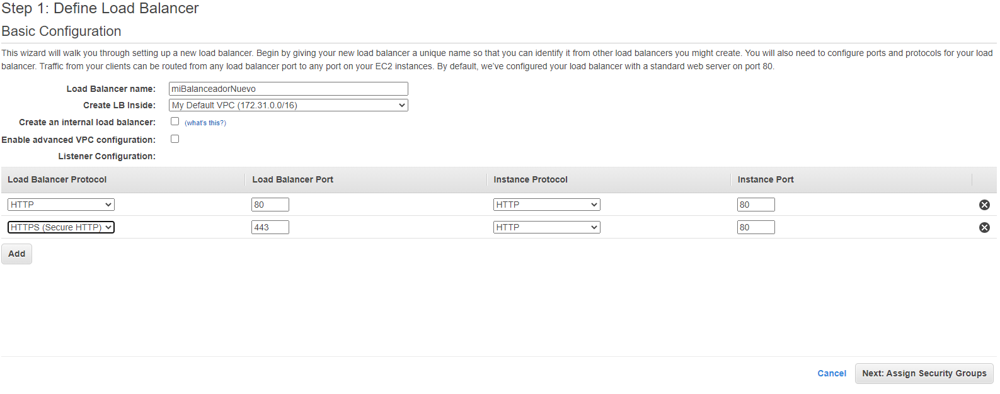 Step 1: Define Load Balancer
Basic Configuration
This wizard will walk you through setting up a new load balancer. Begin by giving your new load balancer a unique name so that you can identify it from other load balancers you might create. You will also need to configure ports and protocols for your load
balancer. Traffic from your clients can be routed from any load balancer port to any port on your EC2 instances. By default, we've configured your load balancer with a standard web server on port 80.
Load Balancer name: miBalanceadorNuevo
Create LB Inside: My Default VPC (172.31.0.0/16)
Create an internal load balancer: (what's this?)
Enable advanced VPC configuration:
Listener Configuration:
Load Balancer Protocol Load Balancer Port Instance Protocol Instance Port
HTTP 80 HTTP 80
HTTPS (Secure HTTP) 443 HTTP 80
Add
Cancel Next: Assign Security Groups